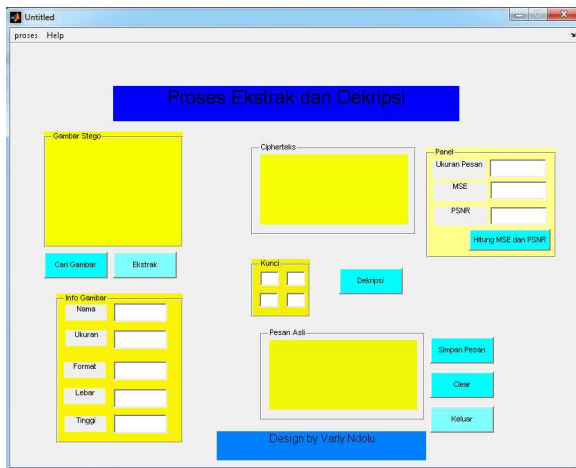 Untitled
proses Help
Proses Ekstrak dan Dekripsi
Gambar Stego
Cipherteks
Panel
Ukuran Pesan
MSE
PSNR
Hitung MSE dan PSNR
Cari Gambar
Ekstrak
Kunci
Dekripsi
Info Gambar
Nama
Ukuran
Format
Lebar
Tinggi
Pesan Asli
Simpan Pesan
Clear
Keluar
Design by Varly Ndolu